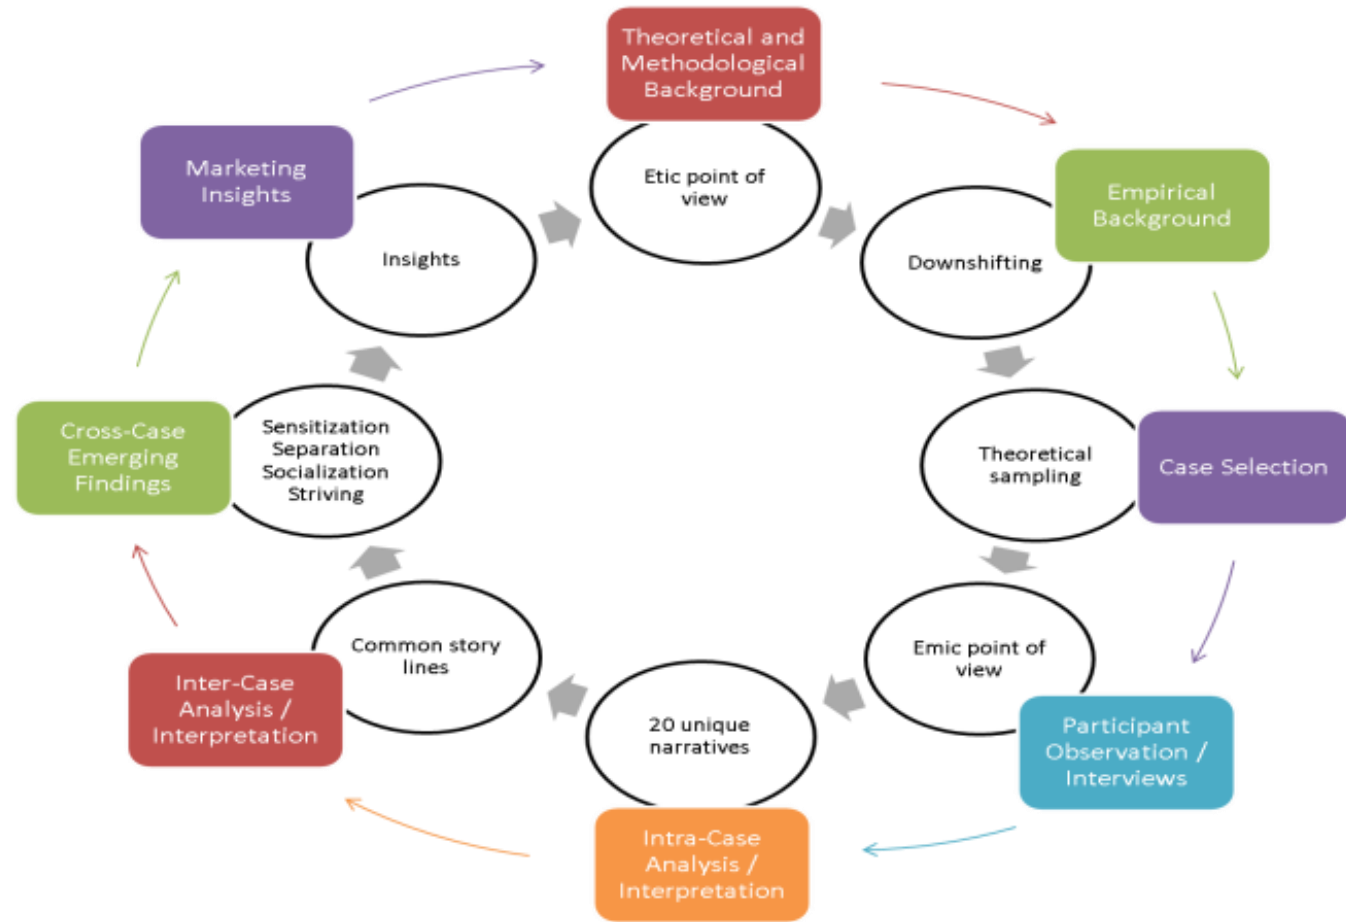 Theoretical and
Methodological
Background
Etic point of
view
Empirical
Background
Downshifting
Case Selection
Theoretical
sampling
Participant
Observation /
Interviews
Emic point of
view
Intra-Case
Analysis /
Interpretation
20 unique
narratives
Inter-Case
Analysis /
Interpretation
Common story
lines
Cross-Case
Emerging
Findings
Sensitization
Separation
Socialization
Striving
Marketing
Insights
Insights